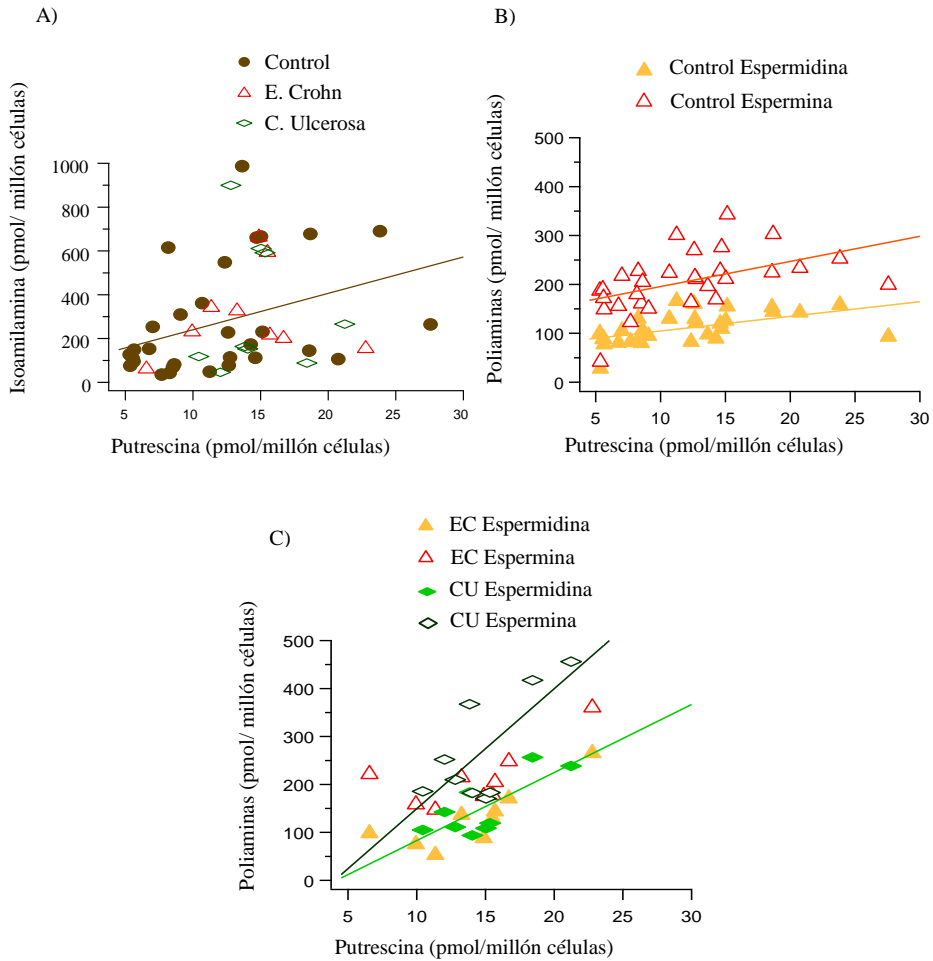 A)
Control
E. Crohn
C. Ulcerosa
Isoamilamina (pmol/ millón células)
1000
800
600
400
200
0
5 10 15 20 25 30
Putrescina (pmol/millón células)
B)
Control Espermidina
Control Espermina
Poliaminas (pmol/ millón células)
500
400
300
200
100
0
5 10 15 20 25 30
Putrescina (pmol/millón células)
C)
EC Espermidina
EC Espermina
CU Espermidina
CU Espermina
Poliaminas (pmol/ millón células)
500
400
300
200
100
0
5 10 15 20 25 30
Putrescina (pmol/millón células)